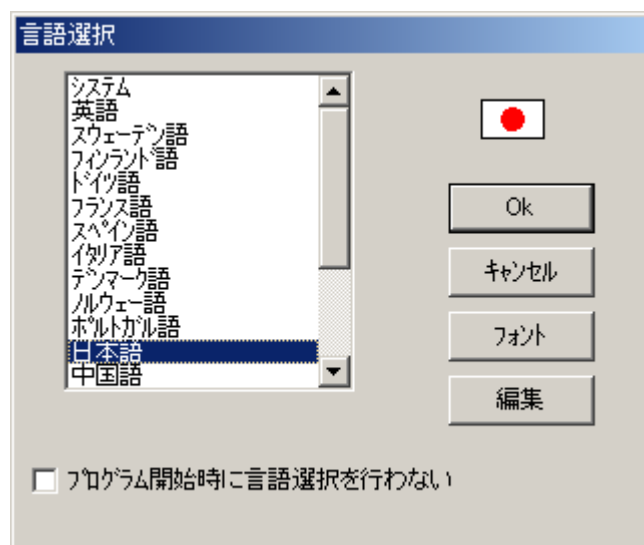 言語選択
システム
英語
スウェーデン語
フィンランド語
ドイツ語
フランス語
スペイン語
イタリア語
デンマーク語
ノルウェー語
ポルトガル語
日本語
中国語
Ok
キャンセル
フォント
編集
プログラム開始時に言語選択を行わない